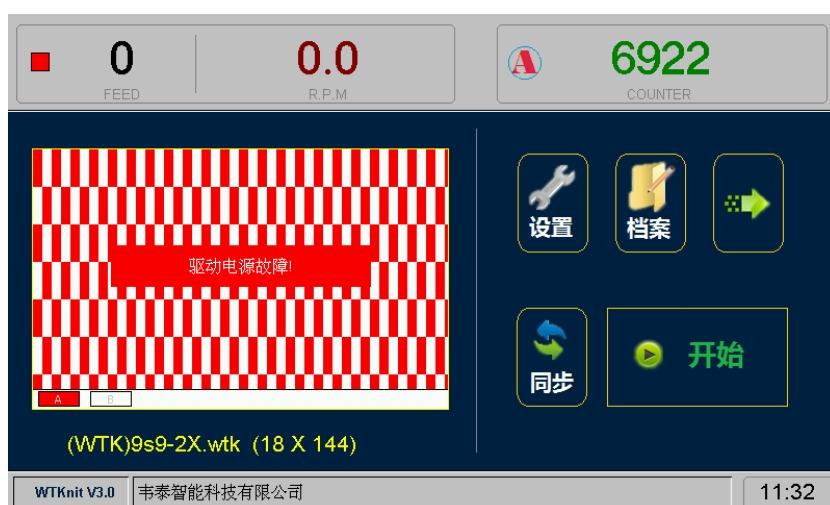 0
FEED
0.0
R.P.M
A
6922
COUNTER
驱动电源故障!
A
B
(WTK)9s9-2X.wtk (18 X 144)
设置
档案
同步
开始
WTKnit V3.0
韦泰智能科技有限公司
11:32